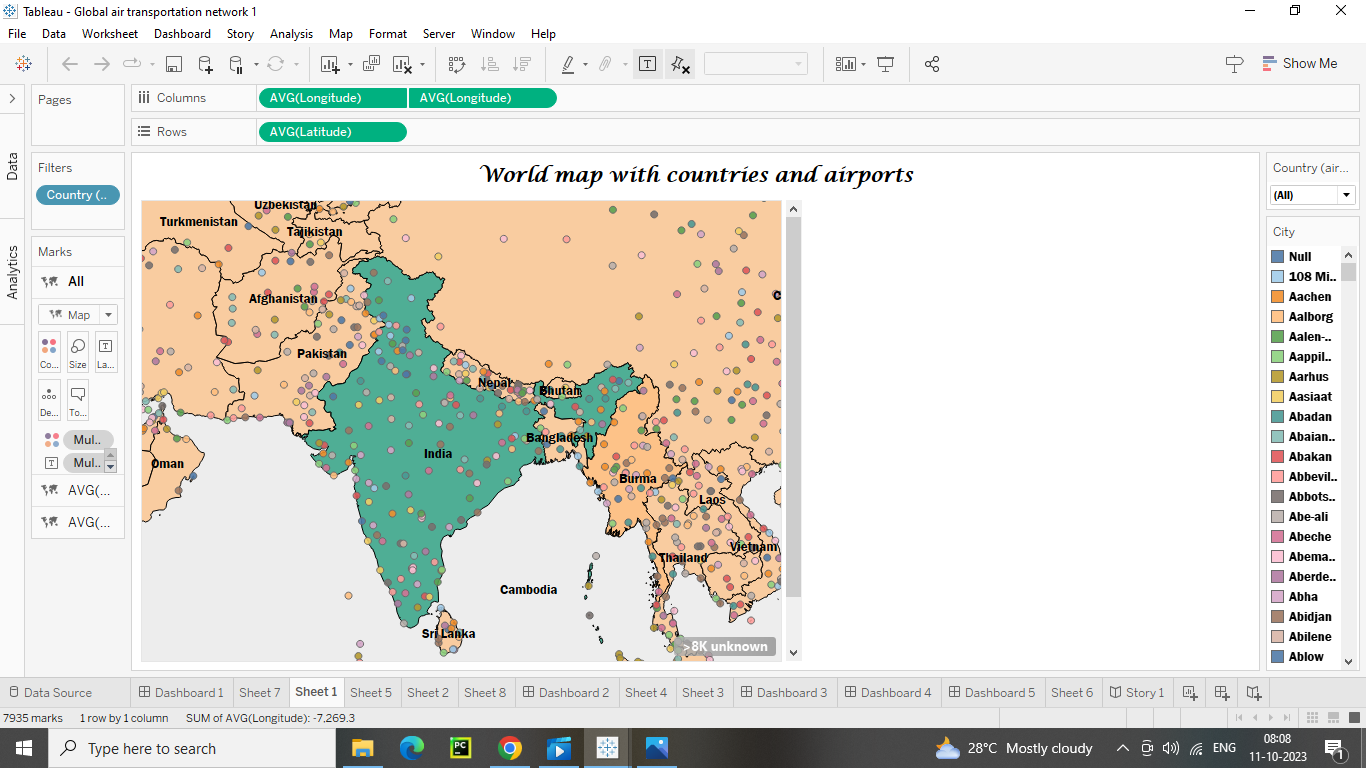 Tableau - Global air transportation network 1
File Data Worksheet Dashboard Story Analysis Map Format Server Window Help
Show Me
Pages
Columns AVG(Longitude) AVG(Longitude)
Rows AVG(Latitude)
Data
Analytics
Filters
Country (..
Marks
All
Map
Co... Size La...
De... To...
Mul..
Mul..
AVG(...
AVG(...
World map with countries and airports
Uzbekistan
Turkmenistan
Tajikistan
Afghanistan
Pakistan
Nepal
Bhutan
Bangladesh
India
Oman
Burma
Laos
Vietnam
Thailand
Cambodia
Sri Lanka
>8K unknown
Country (air...
(All)
City
Null
108 Mi..
Aachen
Aalborg
Aalen-..
Aappil..
Aarhus
Aasiaat
Abadan
Abaian..
Abakan
Abbevil..
Abbots..
Abe-ali
Abeche
Abema..
Aberde..
Abha
Abidjan
Abilene
Ablow
Data Source Dashboard 1 Sheet 7 Sheet 1 Sheet 5 Sheet 2 Sheet 8 Dashboard 2 Sheet 4 Sheet 3 Dashboard 3 Dashboard 4 Dashboard 5 Sheet 6 Story 1
7935 marks 1 row by 1 column SUM of AVG(Longitude): -7,269.3
Type here to search
PC
28°C Mostly cloudy
ENG
08:08
11-10-2023
1